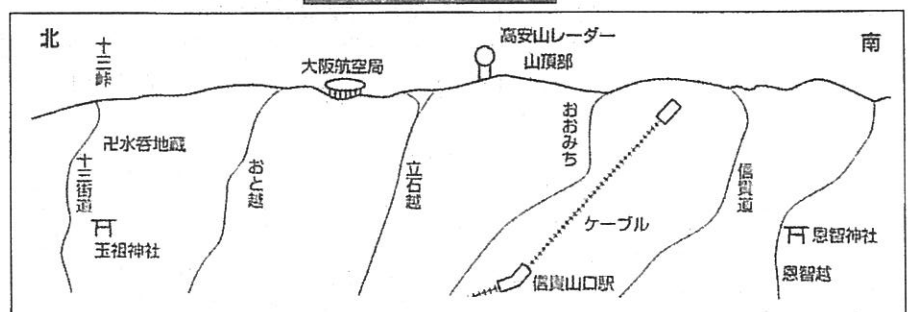 北
十三峠
大阪航空局
高安山レーダー
山頂部
南
卍水呑地蔵
十三街道
玉祖神社
おと越
立石越
おおみち
ケーブル
信貴山口駅
信貴道
恩智神社
恩智越